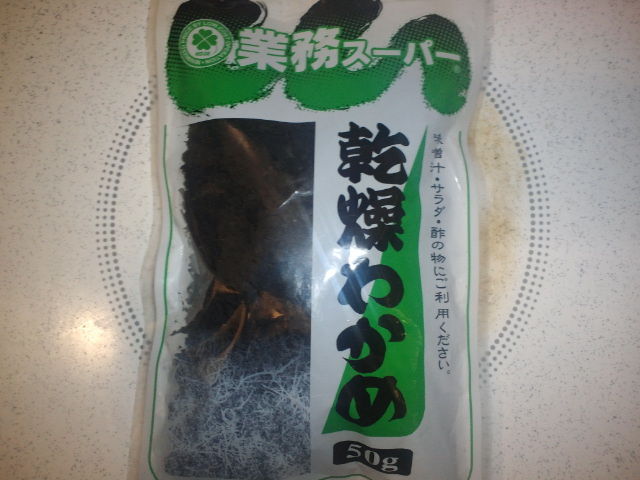 業務スーパー
乾燥わかめ
味噌汁・サラダ・酢の物にご利用ください。
50g